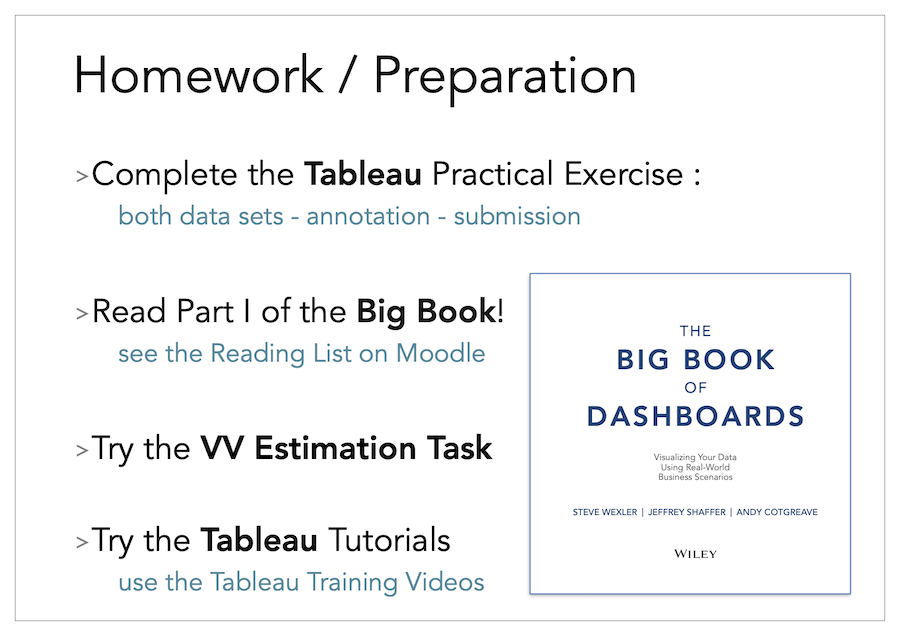 Homework / Preparation
>Complete the Tableau Practical Exercise :
both data sets - annotation - submission
>Read Part I of the Big Book!
see the Reading List on Moodle
>Try the VV Estimation Task
>Try the Tableau Tutorials
use the Tableau Training Videos
THE
BIG BOOK
OF
DASHBOARDS
Visualizing Your Data
Using Real-World
Business Scenarios
STEVE WEXLER | JEFFREY SHAFFER | ANDY COTGREAVE
WILEY